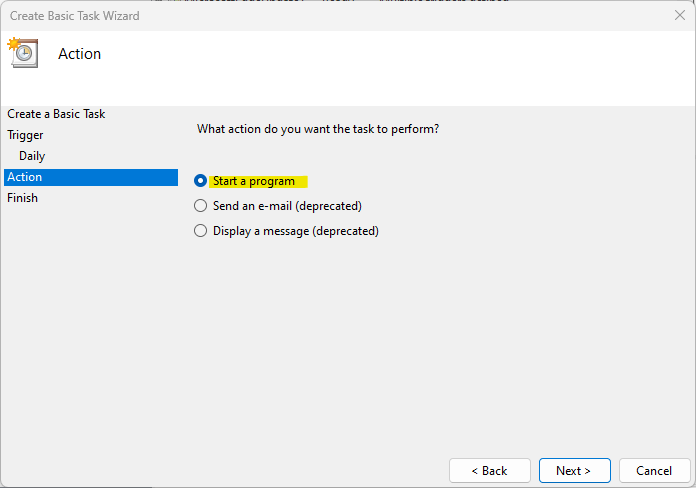 Create Basic Task Wizard
Action
Create a Basic Task
Trigger
Daily
Action
Finish
What action do you want the task to perform?
Start a program
Send an e-mail (deprecated)
Display a message (deprecated)
< Back
Next >
Cancel